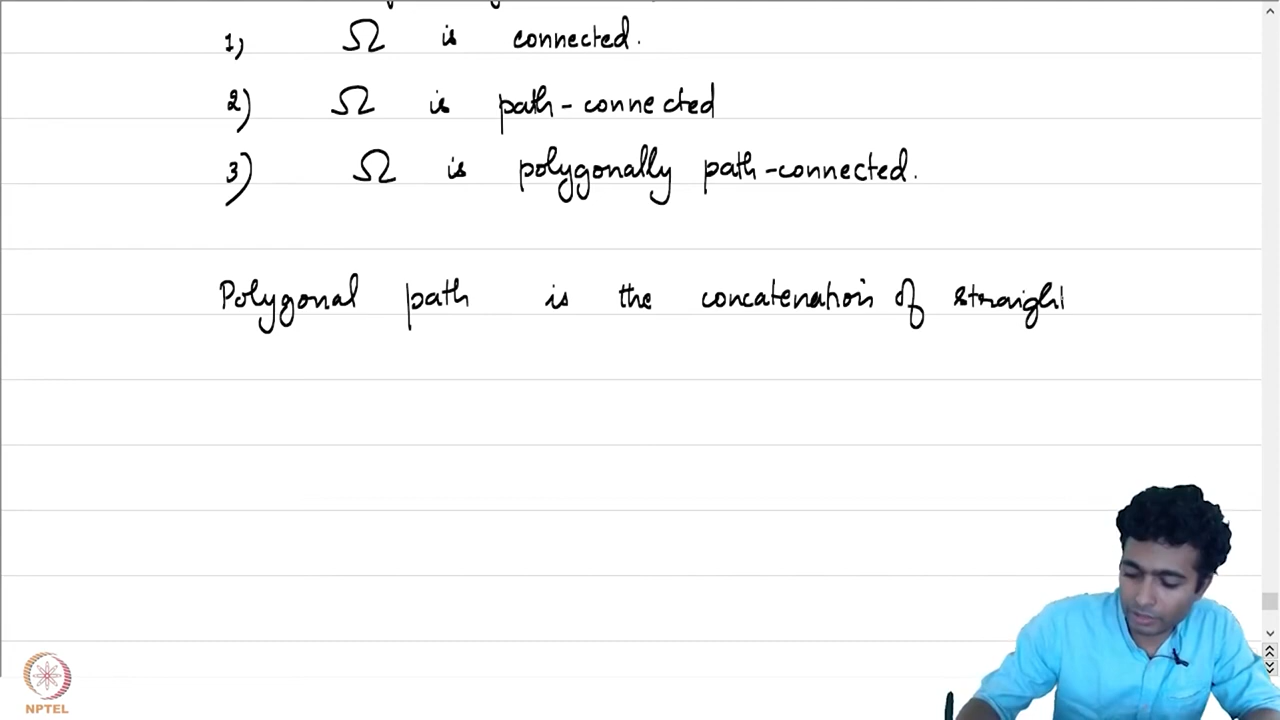 1) Ω is connected.
2) Ω is path-connected
3) Ω is polygonally path-connected.
Polygonal path is the concatenation of straight
NPTEL